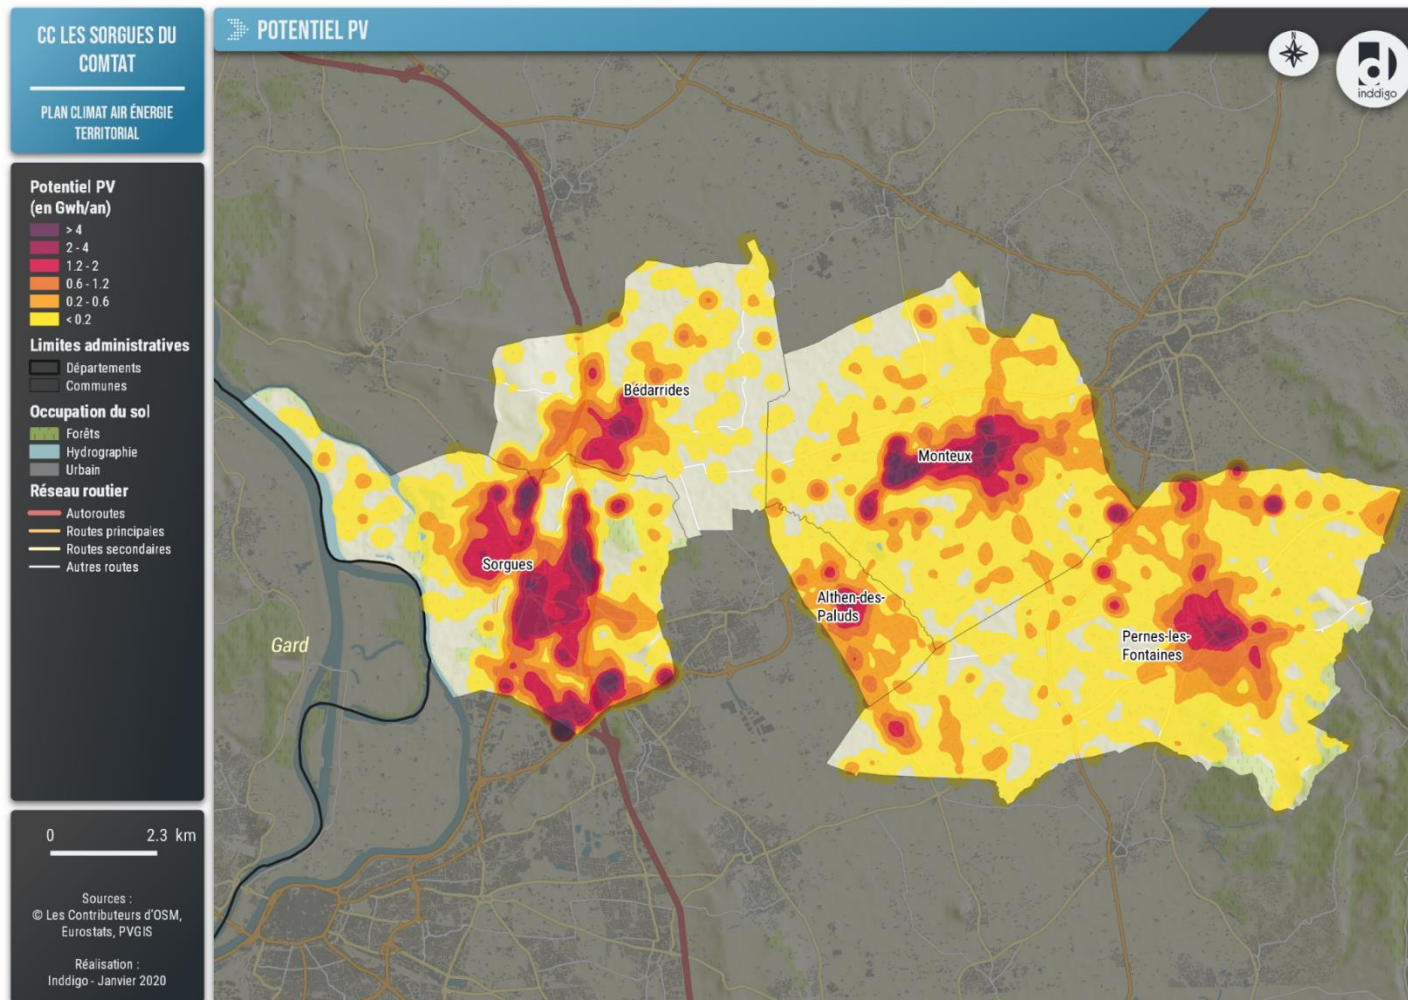 CC LES SORGUES DU
COMTAT
PLAN CLIMAT AIR ÉNERGIE
TERRITORIAL
POTENTIEL PV
N
inddigo
Potentiel PV
(en Gwh/an)
> 4
2 - 4
1.2 - 2
0.6 - 1.2
0.2 - 0.6
< 0.2
Limites administratives
Départements
Communes
Occupation du sol
Forêts
Hydrographie
Urbain
Réseau routier
Autoroutes
Routes principales
Routes secondaires
Autres routes
0 2.3 km
Sources :
© Les Contributeurs d'OSM,
Eurostats, PVGIS
Réalisation :
Inddigo - Janvier 2020
Bédarrides
Monteux
Sorgues
Althen-des-
Paluds
Pernes-les-
Fontaines
Gard